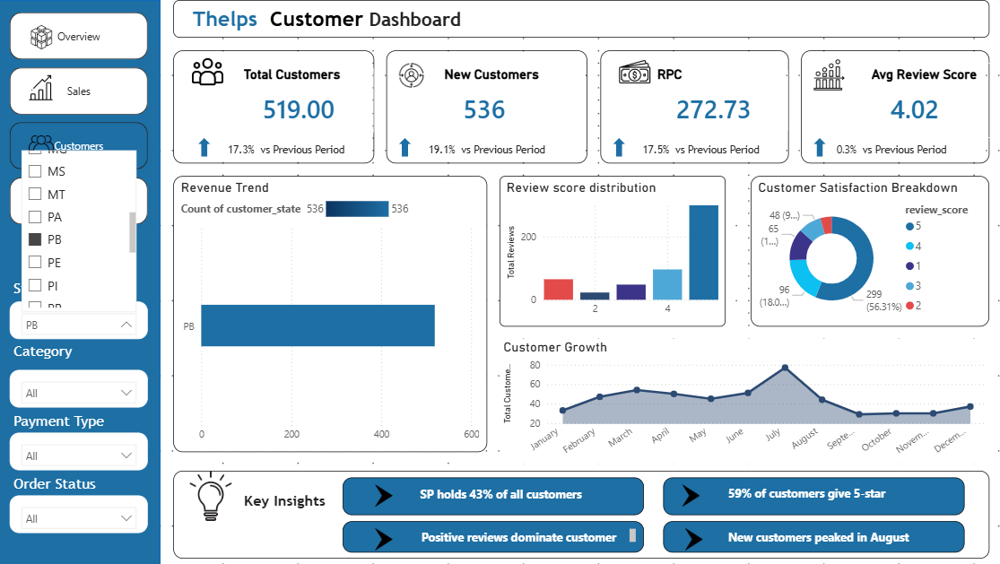 Thelps Customer Dashboard
Overview
Sales
Customers
MS
MT
PA
PB
PE
PI
PB
Category
All
Payment Type
All
Order Status
All
Total Customers
519.00
17.3% vs Previous Period
New Customers
536
19.1% vs Previous Period
RPC
272.73
17.5% vs Previous Period
Avg Review Score
4.02
0.3% vs Previous Period
Revenue Trend
Count of customer_state 536 536
PB
0 200 400 600
Review score distribution
Total Reviews
200
0
2 4
Customer Satisfaction Breakdown
48 (9...)
65
(1...)
96
(18.0...)
299
(56.31%)
review_score
5
4
1
3
2
Customer Growth
Total Custome...
80
60
40
20
January February March April May June July August Septe... October Novem... Decem...
Key Insights
SP holds 43% of all customers
59% of customers give 5-star
Positive reviews dominate customer
New customers peaked in August